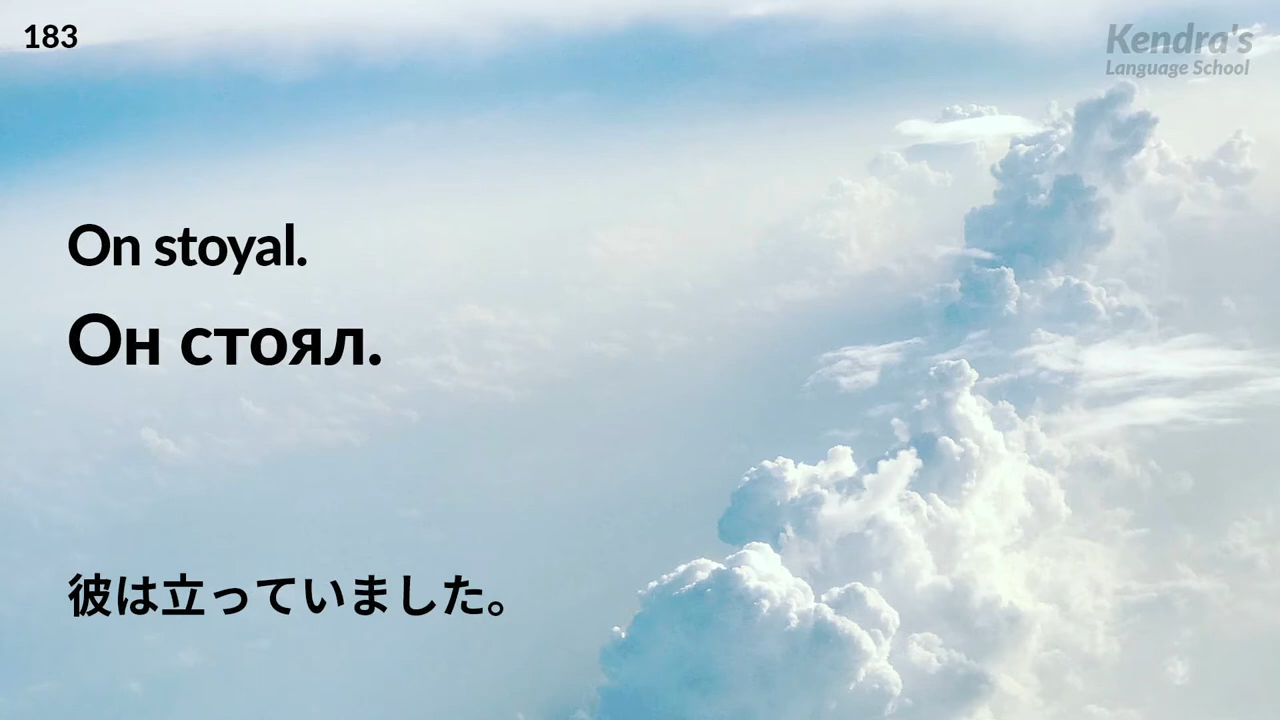 183
Kendra's
Language School
On stoyal.
Он стоял.
彼は立っていました。